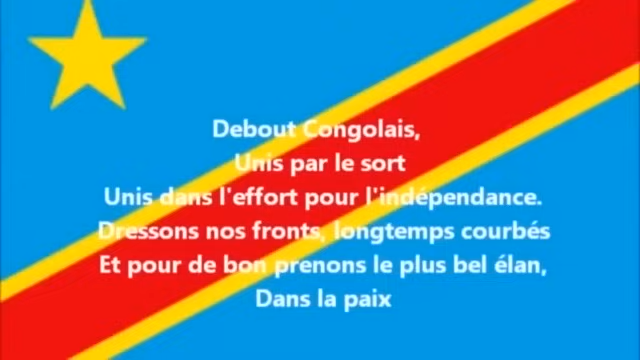 Debout Congolais,
Unis par le sort
Unis dans l'effort pour l'indépendance.
Dressons nos fronts, longtemps courbés
Et pour de bon prenons le plus bel élan,
Dans la paix